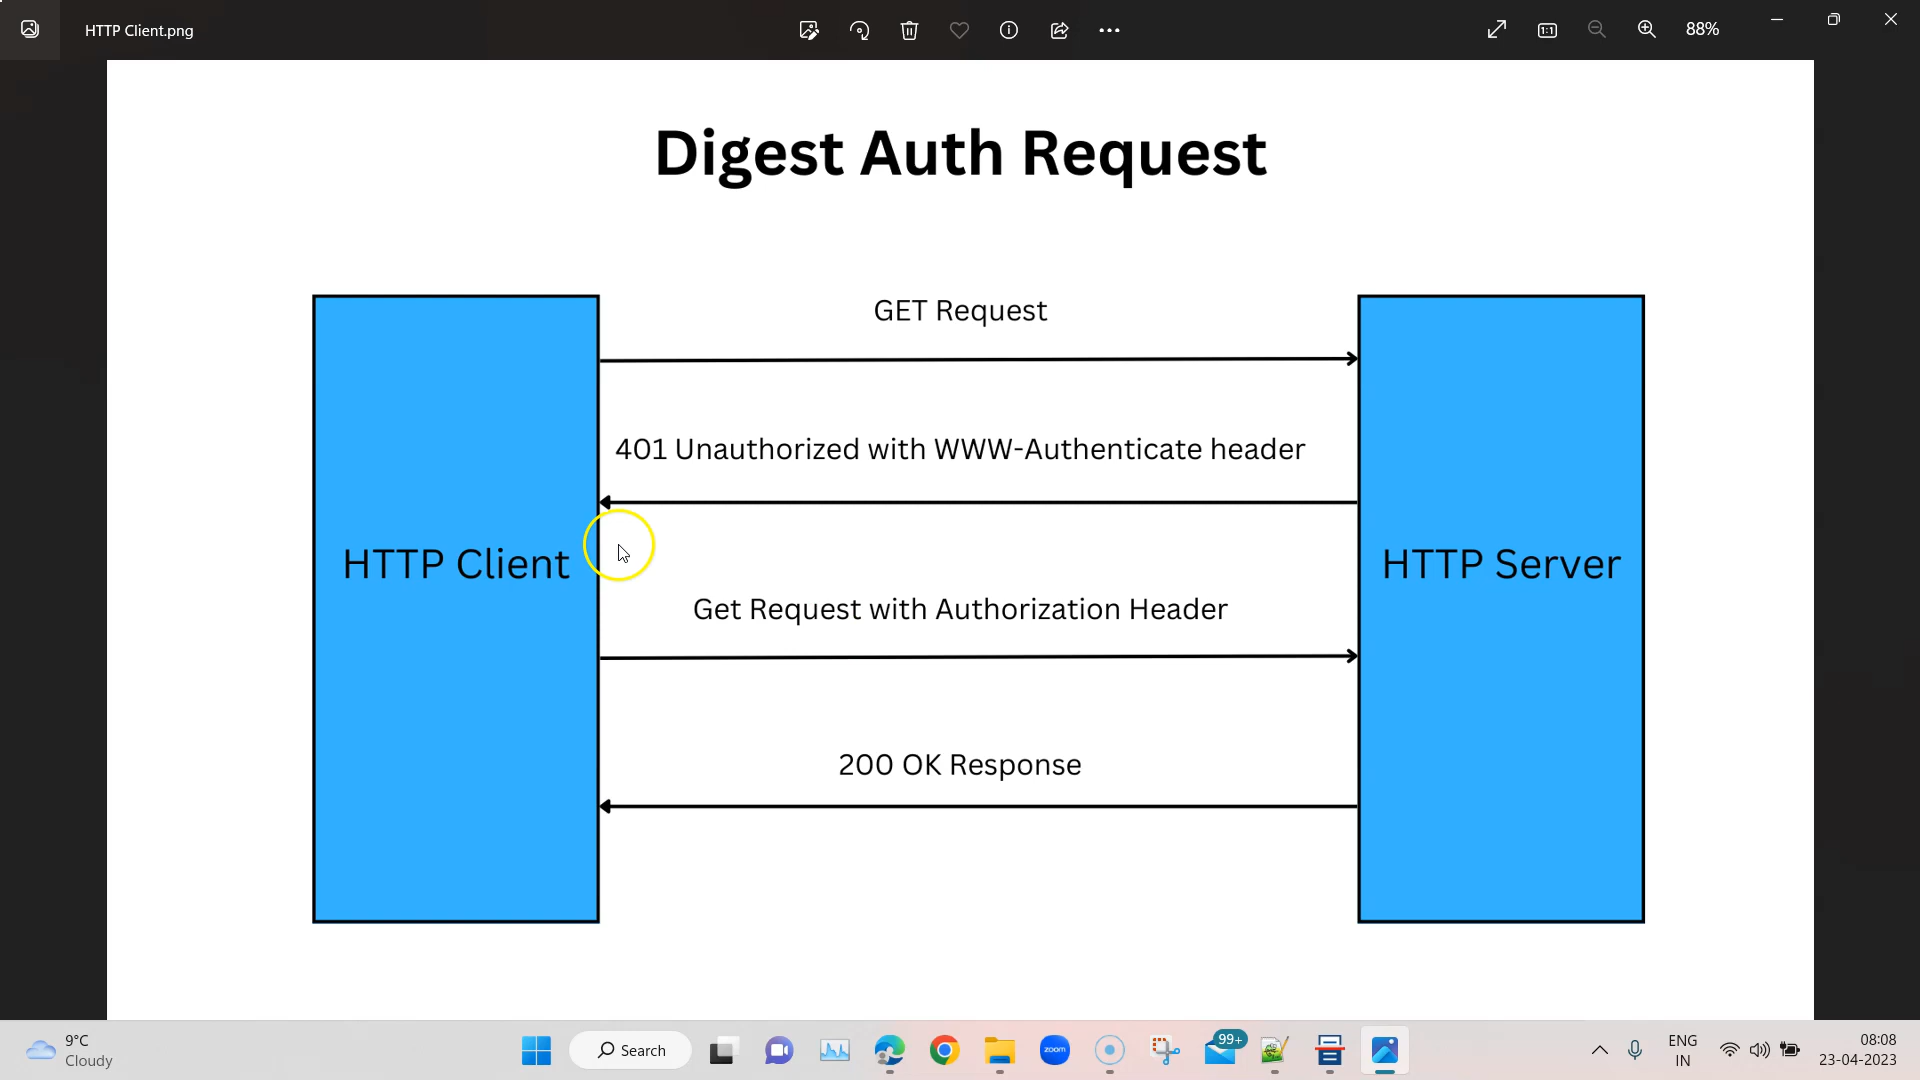 HTTP Client.png
88%
Digest Auth Request
GET Request
401 Unauthorized with WWW-Authenticate header
HTTP Client
HTTP Server
Get Request with Authorization Header
200 OK Response
9°C
Cloudy
Search
zoom
99+
ENG
IN
08:08
23-04-2023